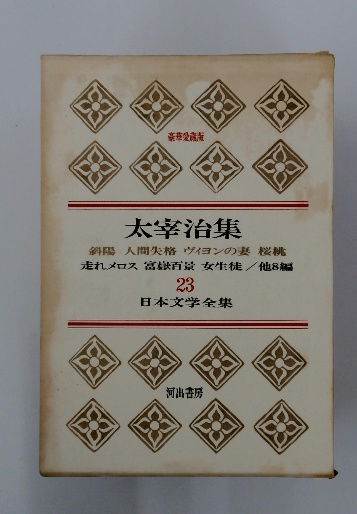 豪華愛蔵版
太宰治集
斜陽 人間失格 ヴィヨンの妻 桜桃
走れメロス 富嶽百景 女生徒/他8編
23
日本文学全集
河出書房